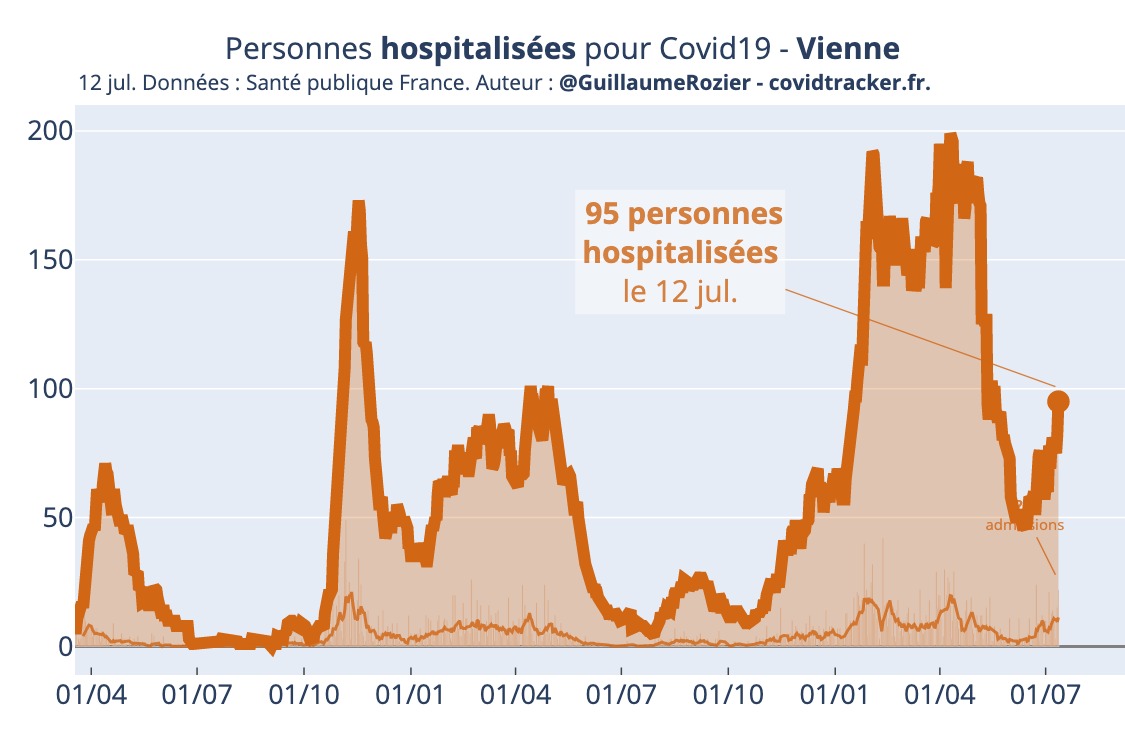 Personnes hospitalisées pour Covid19 - Vienne
12 jul. Données : Santé publique France. Auteur : @GuillaumeRozier - covidtracker.fr.
200
150
100
50
0
95 personnes
hospitalisées
le 12 jul.
admissions
01/04 01/07 01/10 01/01 01/04 01/07 01/10 01/01 01/04 01/07